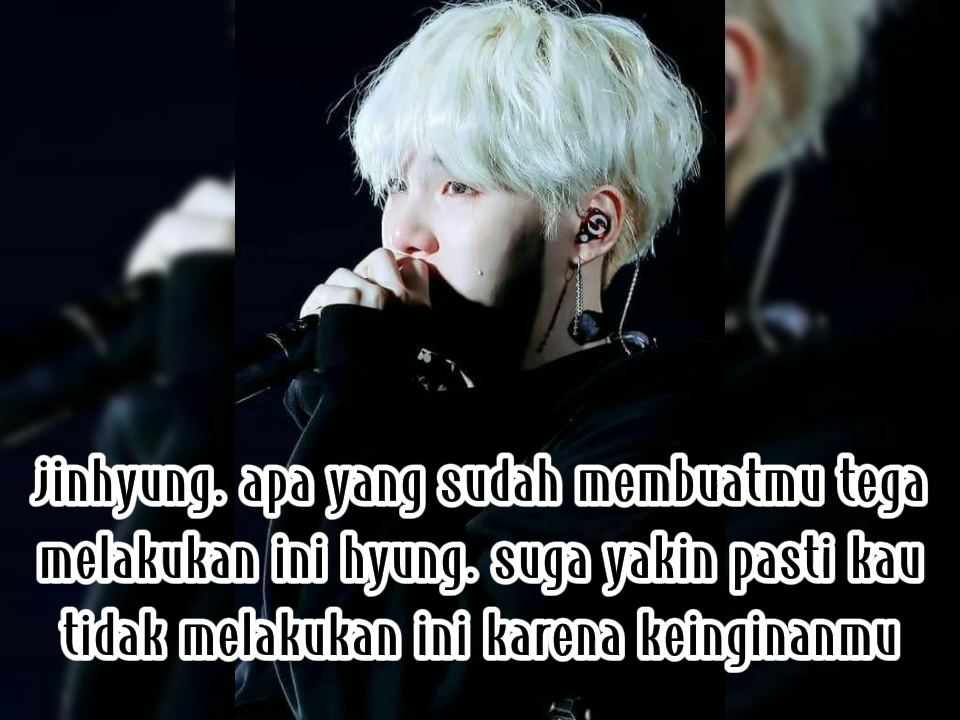 jinhyung. apa yang sudah membuatmu tega
melakukan ini hyung. suga yakin pasti kau
tidak melakukan ini karena keinginanmu